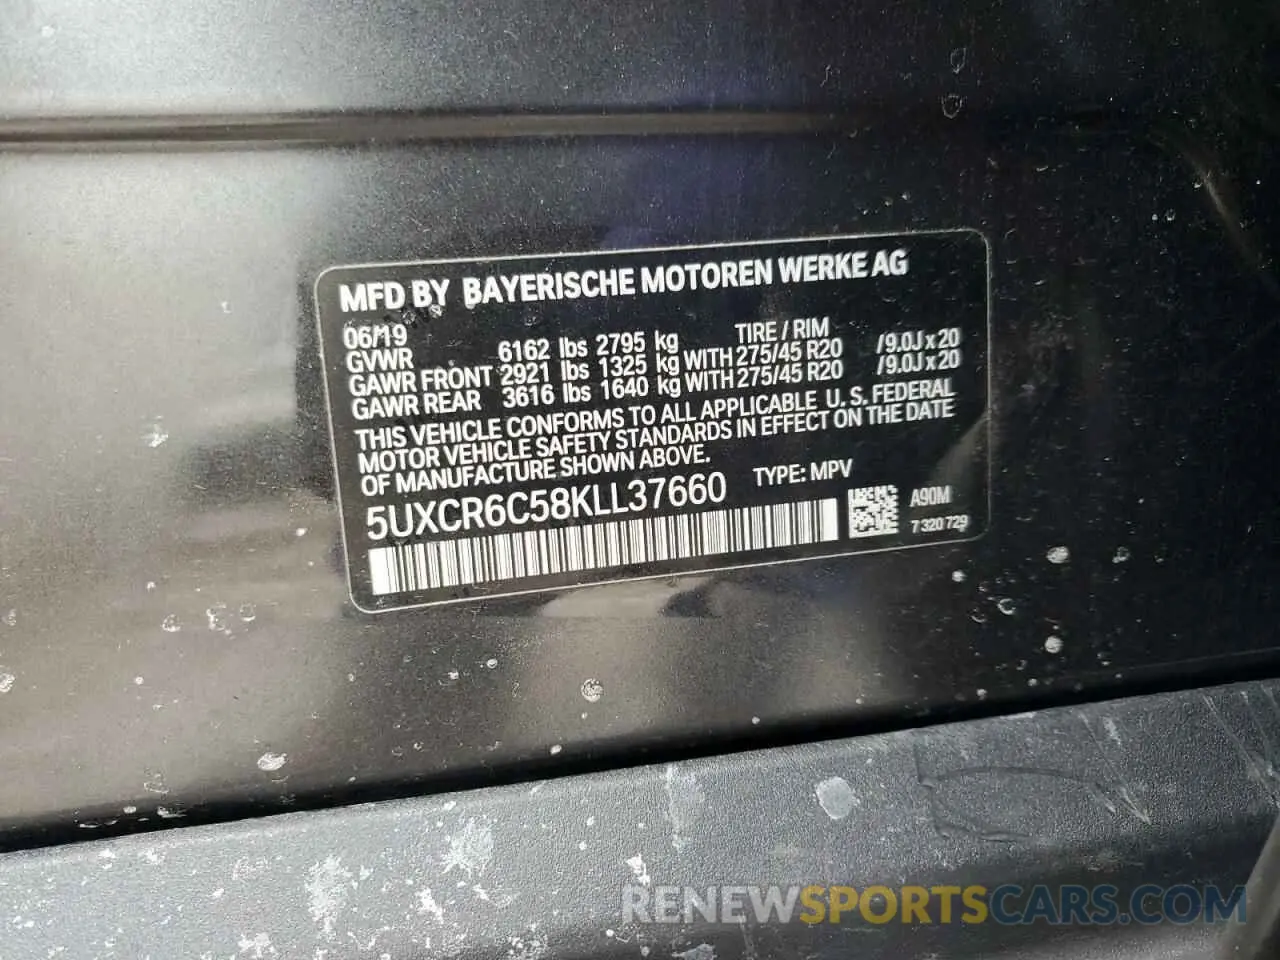 MFD BY BAYERISCHE MOTOREN WERKE AG
06/19 TIRE / RIM
GVWR 6162 lbs 2795 kg
GAWR FRONT 2921 lbs 1325 kg WITH 275/45 R20 /9.0J x 20
GAWR REAR 3616 lbs 1640 kg WITH 275/45 R20 /9.0J x 20
THIS VEHICLE CONFORMS TO ALL APPLICABLE U. S. FEDERAL
MOTOR VEHICLE SAFETY STANDARDS IN EFFECT ON THE DATE
OF MANUFACTURE SHOWN ABOVE.
5UXCR6C58KLL37660 TYPE: MPV
A90M
7 320 729
RENEWSPORTSCARS.COM